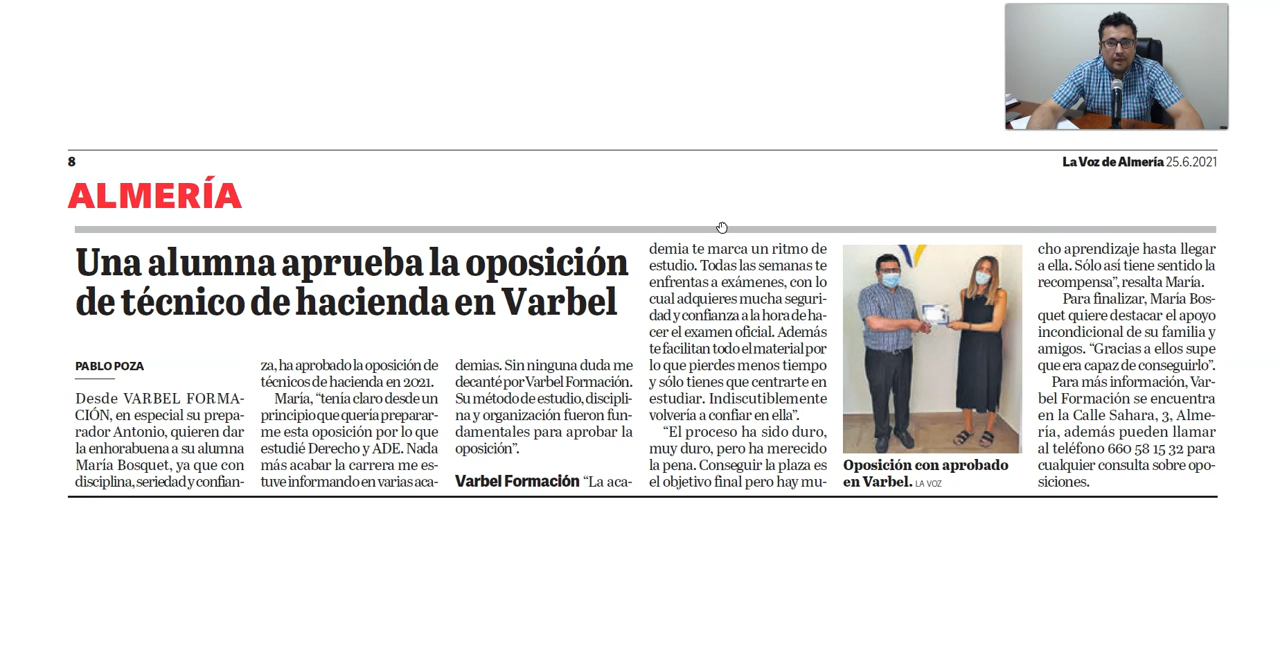 8
La Voz de Almería 25.6.2021
ALMERÍA
Una alumna aprueba la oposición
de técnico de hacienda en Varbel
PABLO POZA
Desde VARBEL FORMA-
CIÓN, en especial su prepa-
rador Antonio, quieren dar
la enhorabuena a su alumna
María Bosquet, ya que con
disciplina, seriedad y confian-
za, ha aprobado la oposición de
técnicos de hacienda en 2021.
María, “tenía claro desde un
principio que quería preparar-
me esta oposición por lo que
estudié Derecho y ADE. Nada
más acabar la carrera me es-
tuve informando en varias aca-
demias. Sin ninguna duda me
decanté por Varbel Formación.
Su método de estudio, discipli-
na y organización fueron fun-
damentales para aprobar la
oposición”.
Varbel Formación “La aca-
demia te marca un ritmo de
estudio. Todas las semanas te
enfrentas a exámenes, con lo
cual adquieres mucha seguri-
dad y confianza a la hora de ha-
cer el examen oficial. Además
te facilitan todo el material por
lo que pierdes menos tiempo
y sólo tienes que centrarte en
estudiar. Indiscutiblemente
volvería a confiar en ella”.
“El proceso ha sido duro,
muy duro, pero ha merecido
la pena. Conseguir la plaza es
el objetivo final pero hay mu-
Oposición con aprobado
en Varbel. LA VOZ
cho aprendizaje hasta llegar
a ella. Sólo así tiene sentido la
recompensa”, resalta María.
Para finalizar, María Bos-
quet quiere destacar el apoyo
incondicional de su familia y
amigos. “Gracias a ellos supe
que era capaz de conseguirlo”.
Para más información, Var-
bel Formación se encuentra
en la Calle Sahara, 3, Alme-
ría, además pueden llamar
al teléfono 660 58 15 32 para
cualquier consulta sobre opo-
siciones.